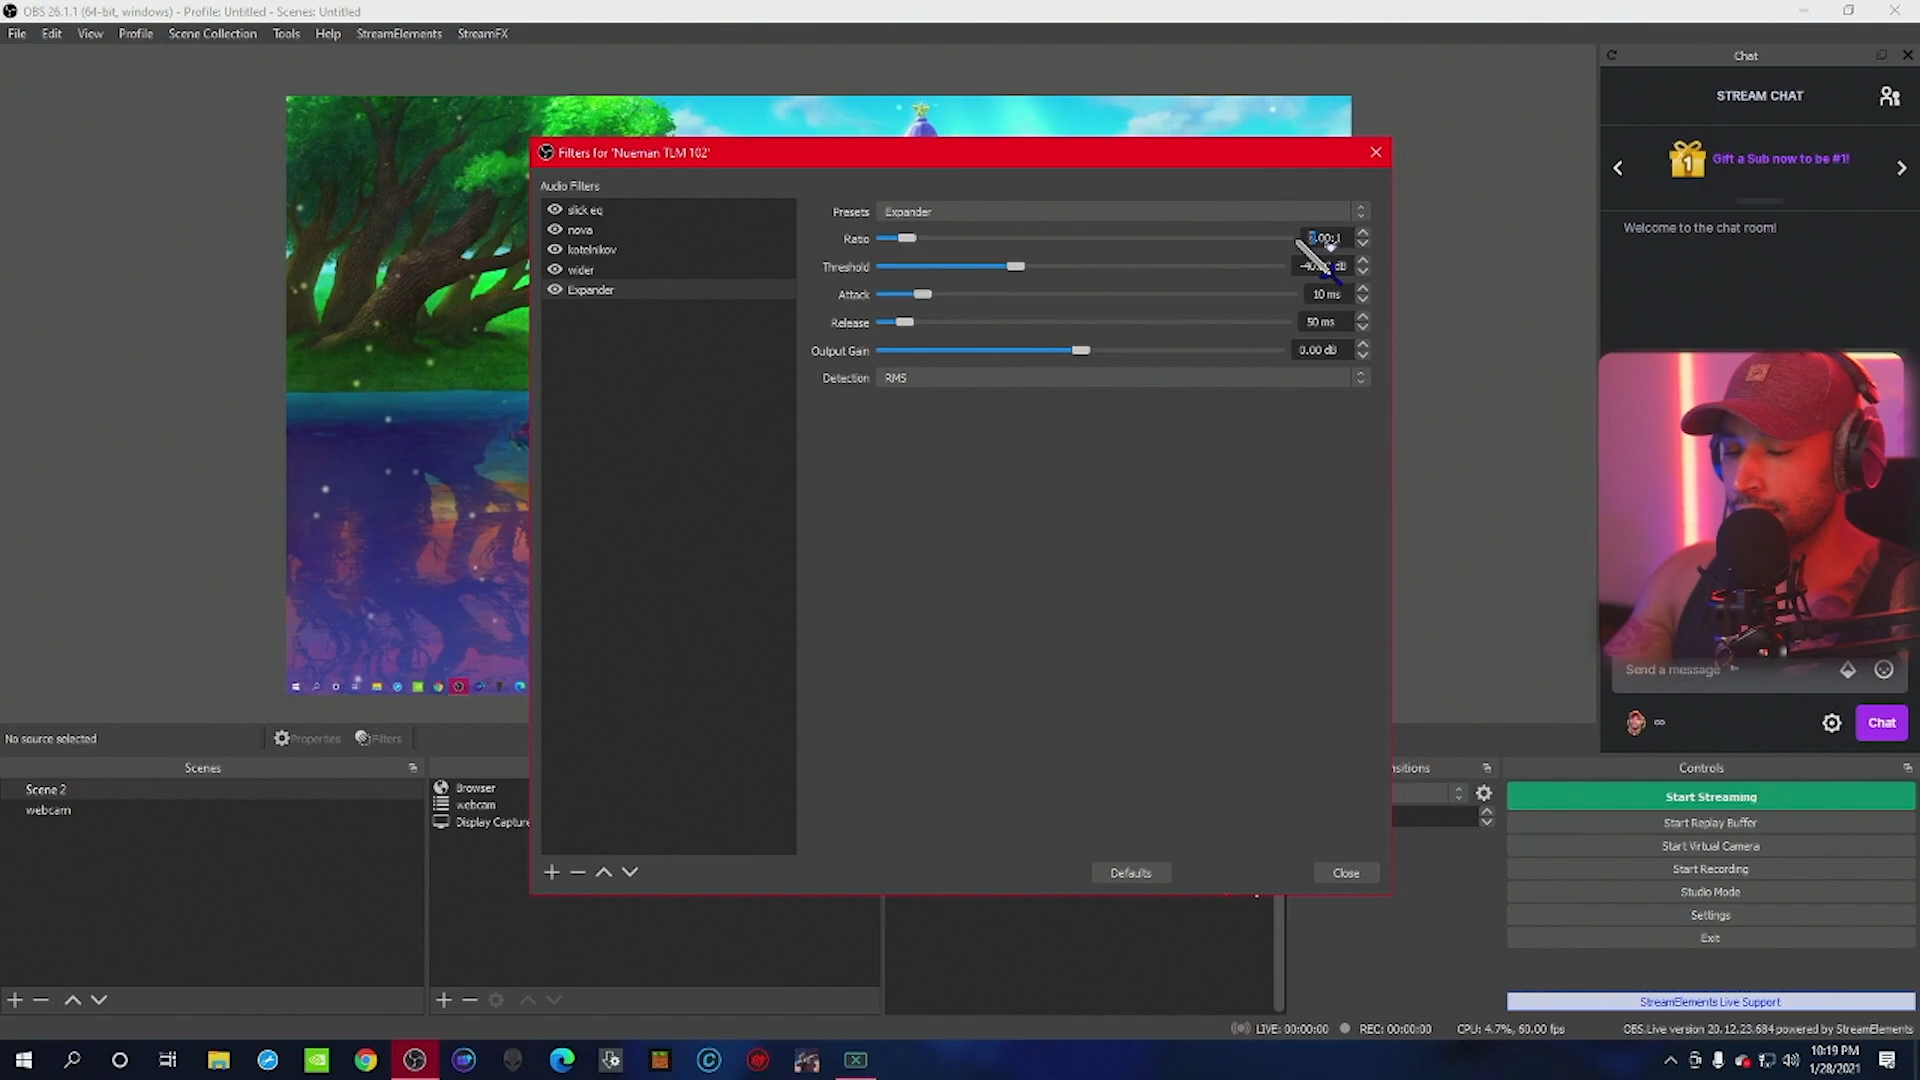 OBS 26.1.1 (64-bit, windows) - Profile: Untitled - Scenes: Untitled
File Edit View Profile Scene Collection Tools Help StreamElements StreamFX
Chat
STREAM CHAT
1 Gift a Sub now to be #1!
Welcome to the chat room!
Filters for 'Nueman TLM 102'
Audio Filters
slick eq
nova
kotelnikov
wider
Expander
Presets Expander
Ratio
Threshold
Attack 10 ms
Release 50 ms
Output Gain 0.00 dB
Detection RMS
Defaults Close
Send a message
Chat
No source selected Properties Filters
Scenes
Scene 2
webcam
Browser
webcam
Display Capture
Controls
Start Streaming
Start Replay Buffer
Start Virtual Camera
Start Recording
Studio Mode
Settings
Exit
StreamElements Live Support
LIVE: 00:00:00 REC: 00:00:00 CPU: 4.7%, 60.00 fps OBS.Live version 20.12.23.684 powered by StreamElements
10:19 PM
1/28/2021